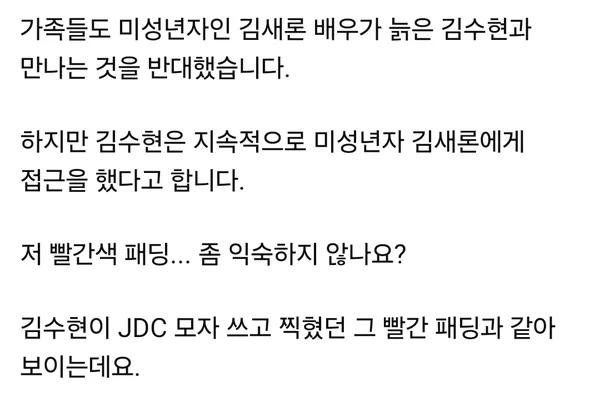 가족들도 미성년자인 김새론 배우가 늙은 김수현과
만나는 것을 반대했습니다.
하지만 김수현은 지속적으로 미성년자 김새론에게
접근을 했다고 합니다.
저 빨간색 패딩... 좀 익숙하지 않나요?
김수현이 JDC 모자 쓰고 찍혔던 그 빨간 패딩과 같아
보이는데요.